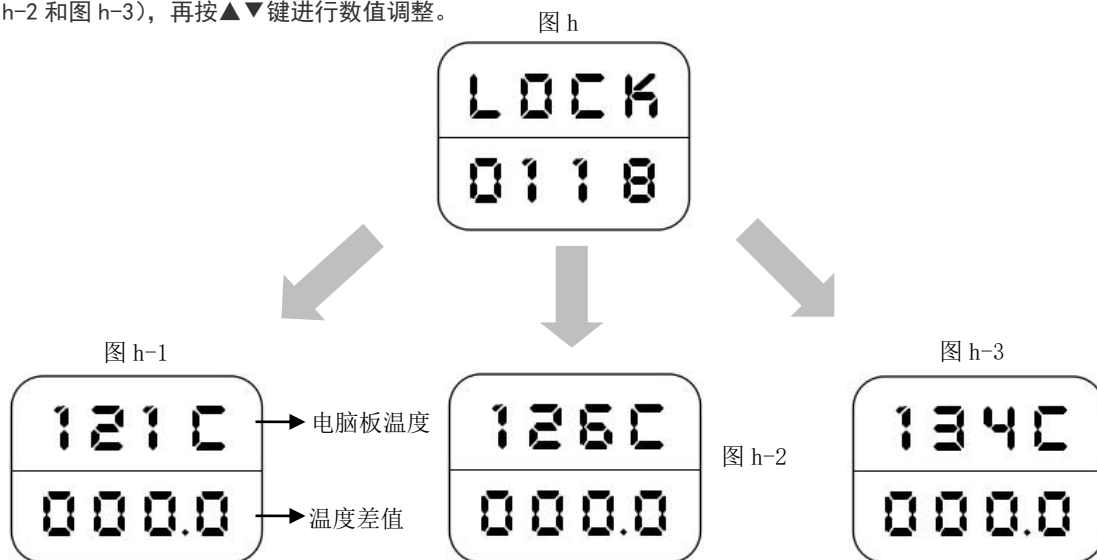 h-2 和图 h-3），再按▲▼键进行数值调整。
图 h
LOCK
0118
图 h-1
图 h-3
121C
电脑板温度
126C
图 h-2
134C
000.0
温度差值
000.0
000.0